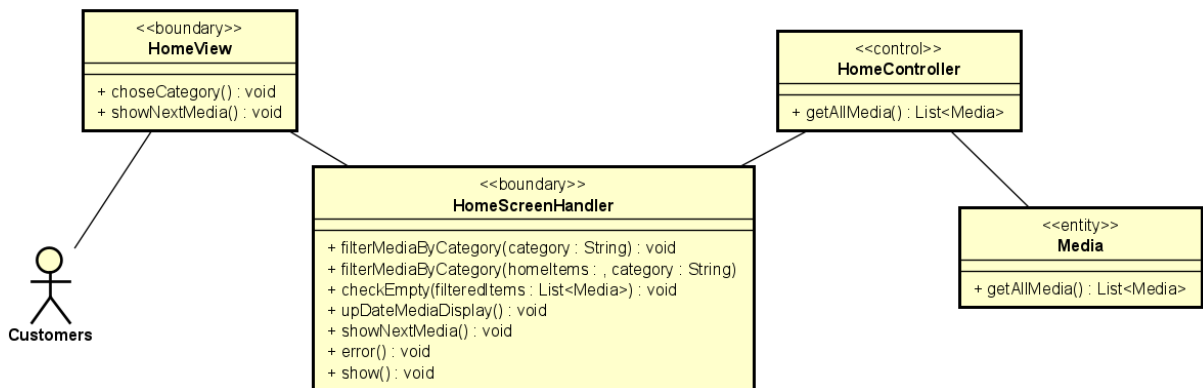 <<boundary>>
HomeView
+ choseCategory() : void
+ showNextMedia() : void
<<control>>
HomeController
+ getAllMedia() : List<Media>
<<boundary>>
HomeScreenHandler
+ filterMediaByCategory(category : String) : void
+ filterMediaByCategory(homeItems : , category : String)
+ checkEmpty(filteredItems : List<Media>) : void
+ upDateMediaDisplay() : void
+ showNextMedia() : void
+ error() : void
+ show() : void
<<entity>>
Media
+ getAllMedia() : List<Media>
Customers